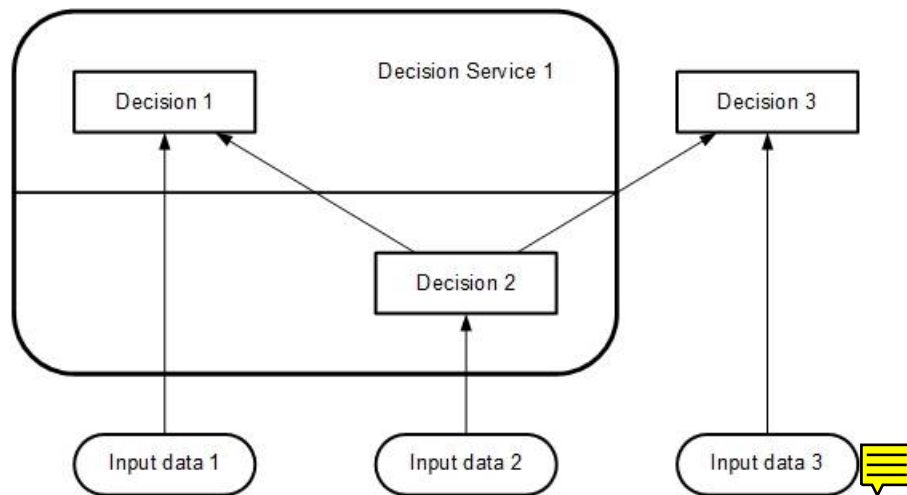 Decision Service 1
Decision 1
Decision 3
Decision 2
Input data 1
Input data 2
Input data 3